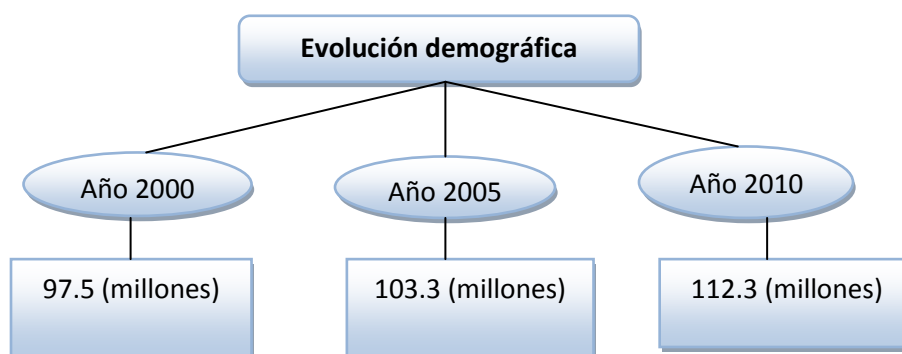 Evolución demográfica
Año 2000
Año 2005
Año 2010
97.5 (millones)
103.3 (millones)
112.3 (millones)